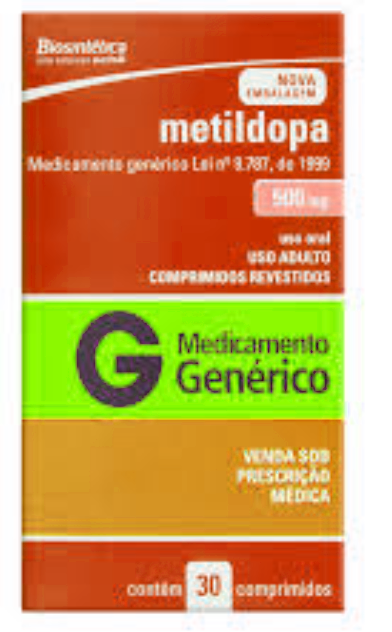 Biosintética
NOVA
EMBALAGEM
metildopa
Medicamento genérico Lei nº 9.787, de 1999
500 mg
uso oral
USO ADULTO
COMPRIMIDOS REVESTIDOS
G Medicamento
Genérico
VENDA SOB
PRESCRIÇÃO
MÉDICA
contém 30 comprimidos